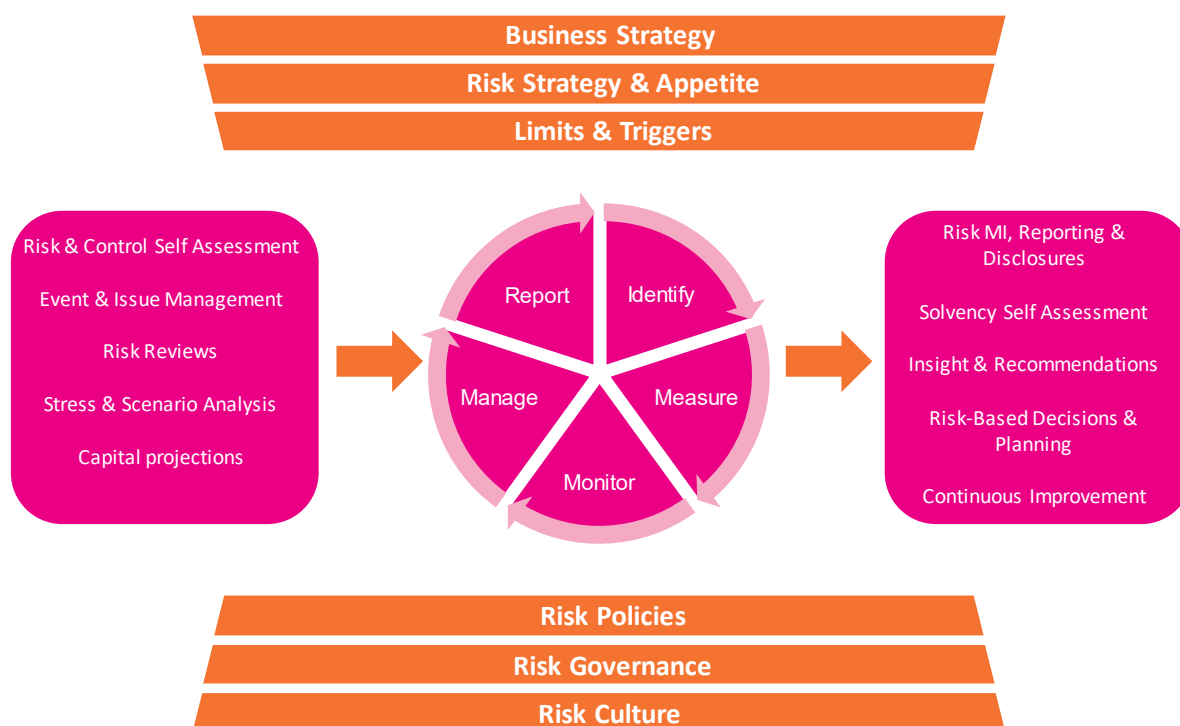 Business Strategy
Risk Strategy & Appetite
Limits & Triggers
Risk & Control Self Assessment
Event & Issue Management
Risk Reviews
Stress & Scenario Analysis
Capital projections
Report
Identify
Manage
Measure
Monitor
Risk MI, Reporting &
Disclosures
Solvency Self Assessment
Insight & Recommendations
Risk-Based Decisions &
Planning
Continuous Improvement
Risk Policies
Risk Governance
Risk Culture